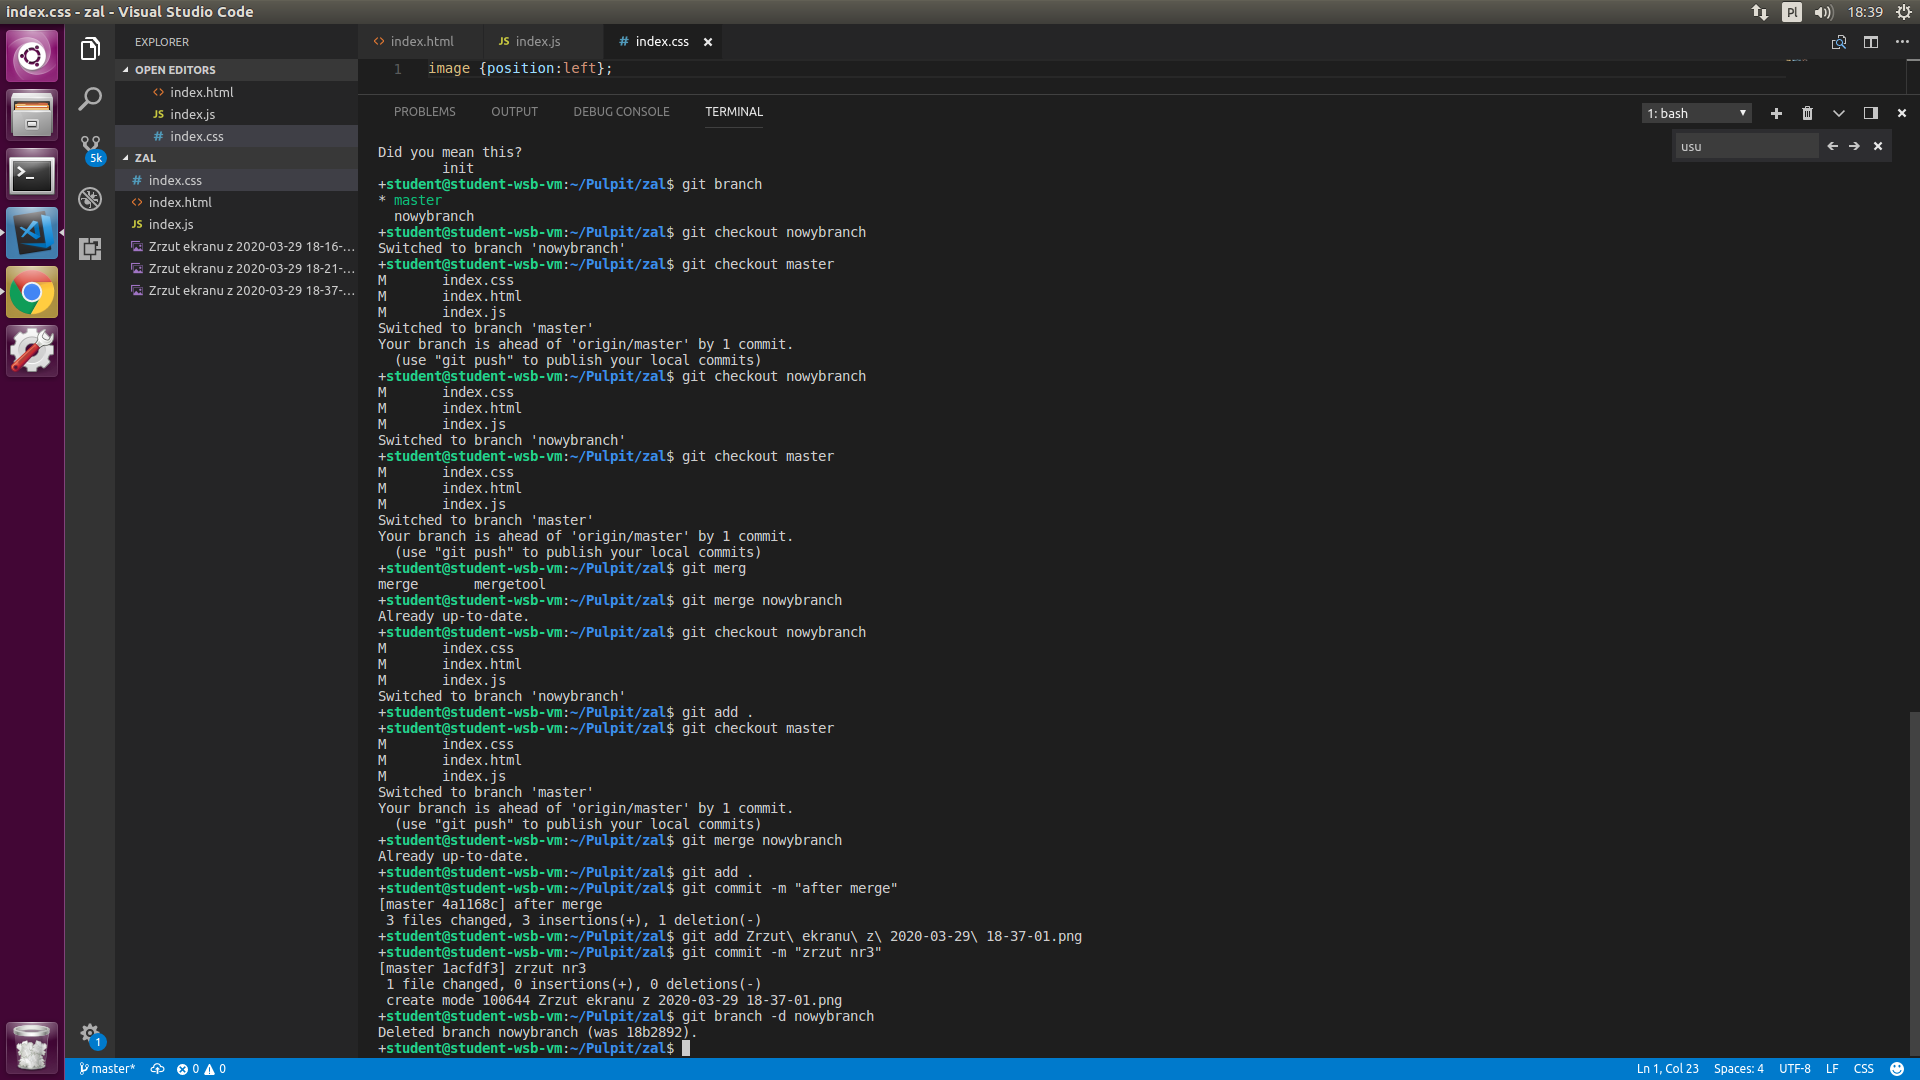 index.css - zal - Visual Studio Code
Pl
18:39
EXPLORER
OPEN EDITORS
index.html
JS index.js
# index.css
5k
ZAL
# index.css
index.html
JS index.js
Zrzut ekranu z 2020-03-29 18-16-...
Zrzut ekranu z 2020-03-29 18-21-...
Zrzut ekranu z 2020-03-29 18-37-...
index.html
JS index.js
# index.css
1 image {position:left};
PROBLEMS
OUTPUT
DEBUG CONSOLE
TERMINAL
1: bash
usu
Did you mean this?
init
+student@student-wsb-vm:~/Pulpit/zal$ git branch
* master
nowybranch
+student@student-wsb-vm:~/Pulpit/zal$ git checkout nowybranch
Switched to branch 'nowybranch'
+student@student-wsb-vm:~/Pulpit/zal$ git checkout master
M index.css
M index.html
M index.js
Switched to branch 'master'
Your branch is ahead of 'origin/master' by 1 commit.
(use "git push" to publish your local commits)
+student@student-wsb-vm:~/Pulpit/zal$ git checkout nowybranch
M index.css
M index.html
M index.js
Switched to branch 'nowybranch'
+student@student-wsb-vm:~/Pulpit/zal$ git checkout master
M index.css
M index.html
M index.js
Switched to branch 'master'
Your branch is ahead of 'origin/master' by 1 commit.
(use "git push" to publish your local commits)
+student@student-wsb-vm:~/Pulpit/zal$ git merg
merge mergetool
+student@student-wsb-vm:~/Pulpit/zal$ git merge nowybranch
Already up-to-date.
+student@student-wsb-vm:~/Pulpit/zal$ git checkout nowybranch
M index.css
M index.html
M index.js
Switched to branch 'nowybranch'
+student@student-wsb-vm:~/Pulpit/zal$ git add .
+student@student-wsb-vm:~/Pulpit/zal$ git checkout master
M index.css
M index.html
M index.js
Switched to branch 'master'
Your branch is ahead of 'origin/master' by 1 commit.
(use "git push" to publish your local commits)
+student@student-wsb-vm:~/Pulpit/zal$ git merge nowybranch
Already up-to-date.
+student@student-wsb-vm:~/Pulpit/zal$ git add .
+student@student-wsb-vm:~/Pulpit/zal$ git commit -m "after merge"
[master 4a1168c] after merge
3 files changed, 3 insertions(+), 1 deletion(-)
+student@student-wsb-vm:~/Pulpit/zal$ git add Zrzut\ ekranu\ z\ 2020-03-29\ 18-37-01.png
+student@student-wsb-vm:~/Pulpit/zal$ git commit -m "zrzut nr3"
[master 1acfdf3] zrzut nr3
1 file changed, 0 insertions(+), 0 deletions(-)
create mode 100644 Zrzut ekranu z 2020-03-29 18-37-01.png
+student@student-wsb-vm:~/Pulpit/zal$ git branch -d nowybranch
Deleted branch nowybranch (was 18b2892).
+student@student-wsb-vm:~/Pulpit/zal$
1
master* 0 0
Ln 1, Col 23
Spaces: 4
UTF-8
LF
CSS